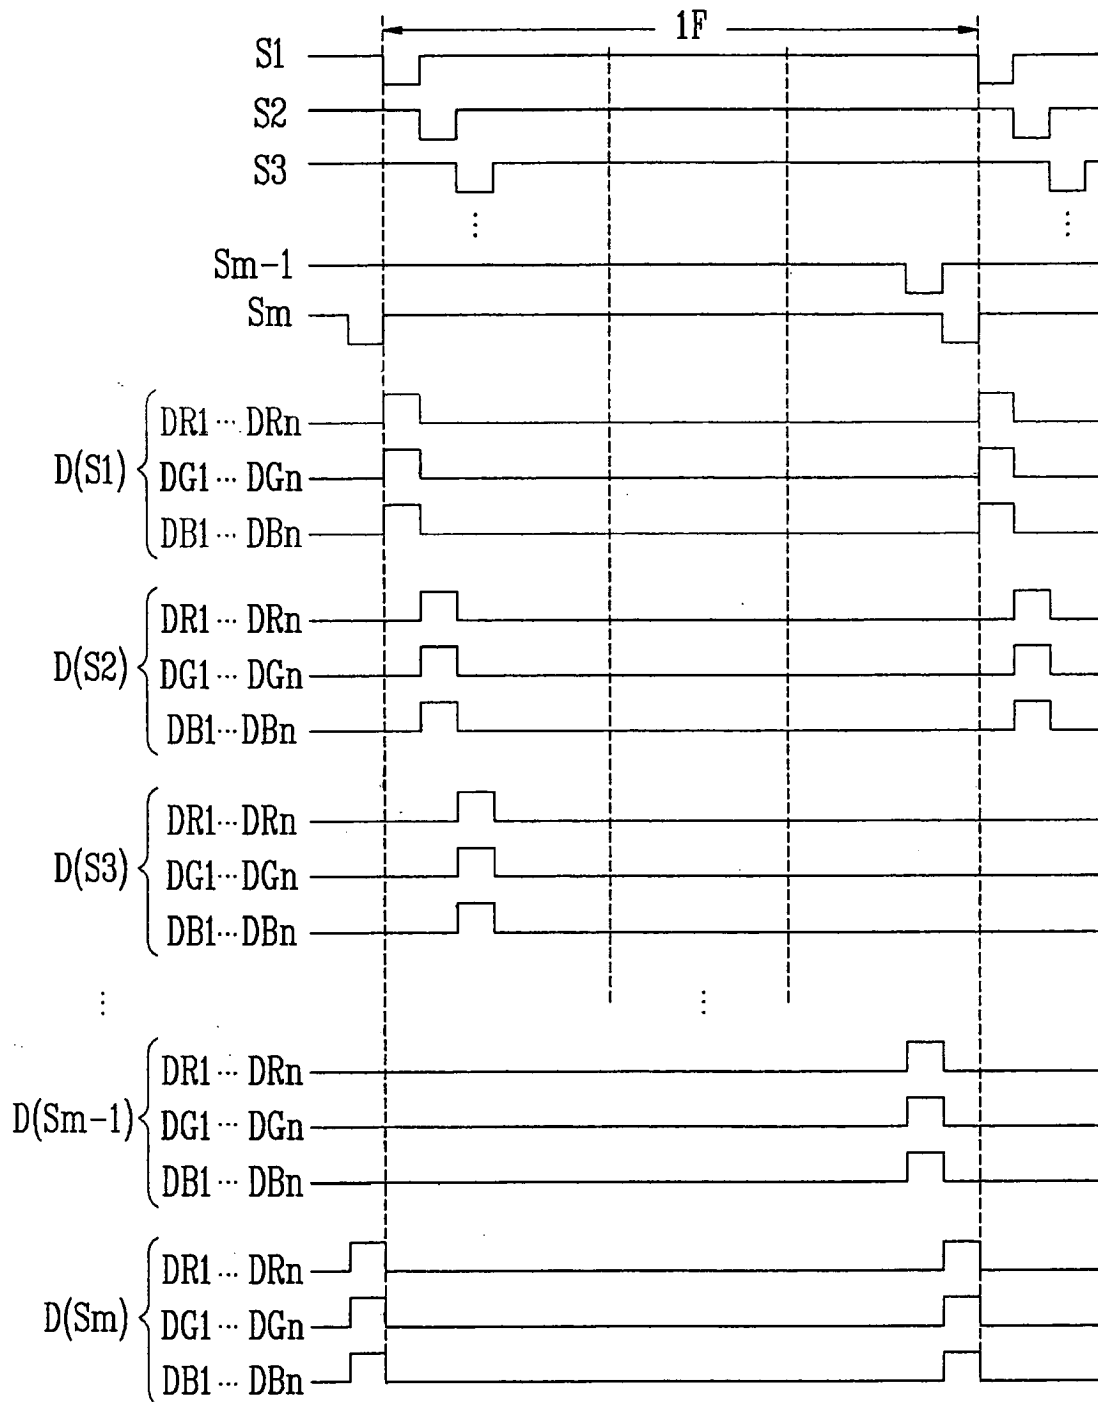 1F
S1
S2
S3
⋮ ⋮
Sm-1
Sm
D(S1)
DR1 ··· DRn
DG1 ··· DGn
DB1 ··· DBn
D(S2)
DR1 ··· DRn
DG1 ··· DGn
DB1 ··· DBn
D(S3)
DR1 ··· DRn
DG1 ··· DGn
DB1 ··· DBn
⋮ ⋮
D(Sm-1)
DR1 ··· DRn
DG1 ··· DGn
DB1 ··· DBn
D(Sm)
DR1 ··· DRn
DG1 ··· DGn
DB1 ··· DBn